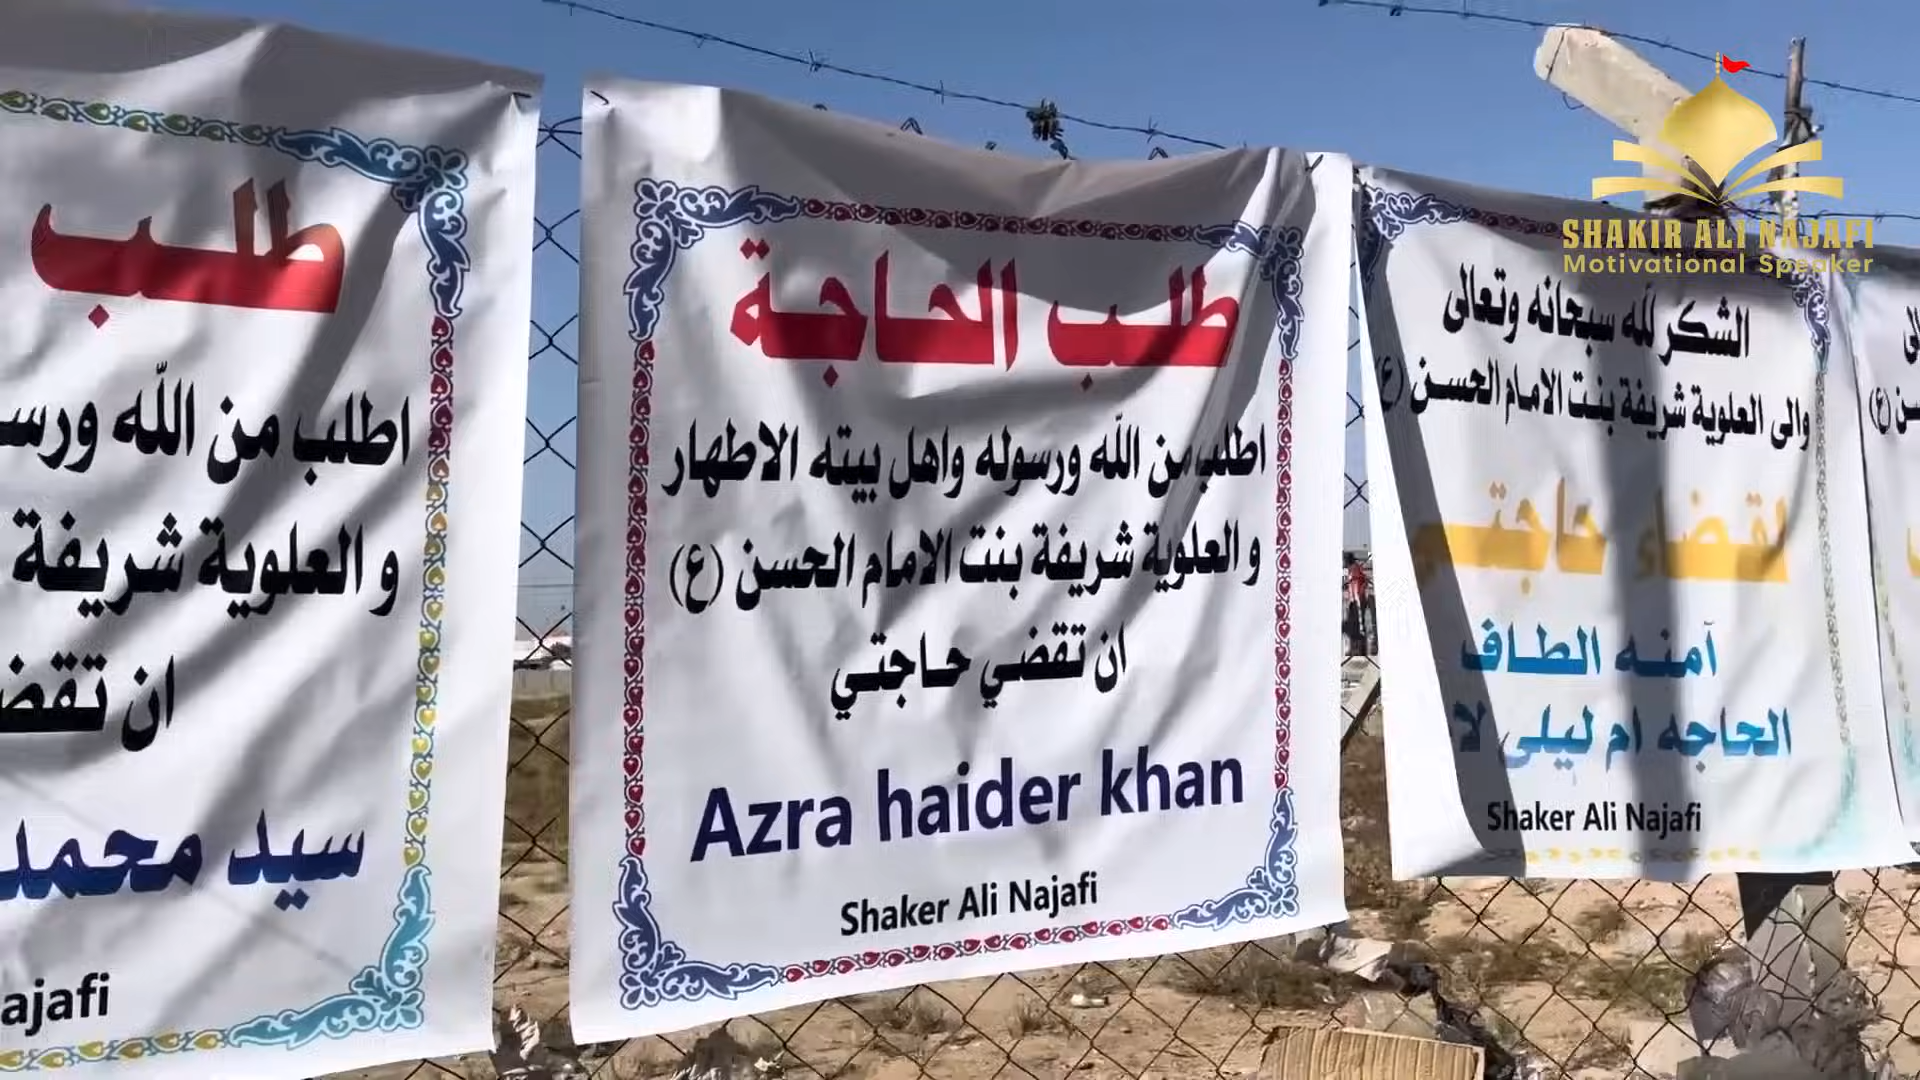 طلب
اطلب من الله ورس
و العلوية شريفة
ان تقض
سيد محمد
ajafi
طلب الحاجة
اطلب من الله ورسوله واهل بيته الاطهار
و العلوية شريفة بنت الامام الحسن (ع)
ان تقضي حاجتي
Azra haider khan
Shaker Ali Najafi
الشكر لله سبحانه وتعالى
والى العلوية شريفة بنت الامام الحسن (ع)
لقضاء حاجتي
آمنه الطاف
الحاجه ام ليلى
Shaker Ali Najafi
SHAKIR ALI NAJAFI
Motivational Speaker